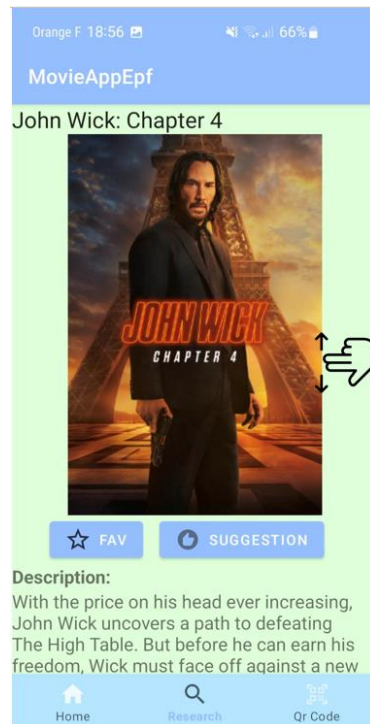 Orange F 18:56 66%
MovieAppEpf
John Wick: Chapter 4
JOHN WICK
CHAPTER 4
FAV SUGGESTION
Description:
With the price on his head ever increasing,
John Wick uncovers a path to defeating
The High Table. But before he can earn his
freedom, Wick must face off against a new
Home Research Qr Code